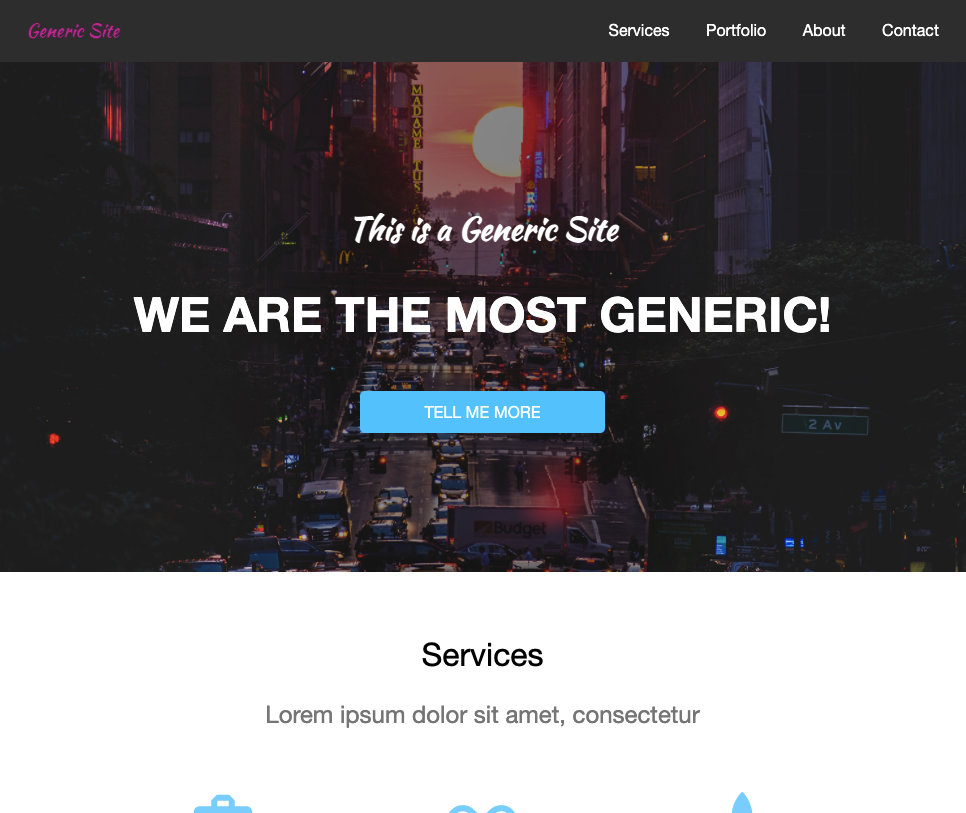 Generic Site
Services
Portfolio
About
Contact
MADAME TUS
This is a Generic Site
WE ARE THE MOST GENERIC!
TELL ME MORE
2 Av
Budget
Services
Lorem ipsum dolor sit amet, consectetur